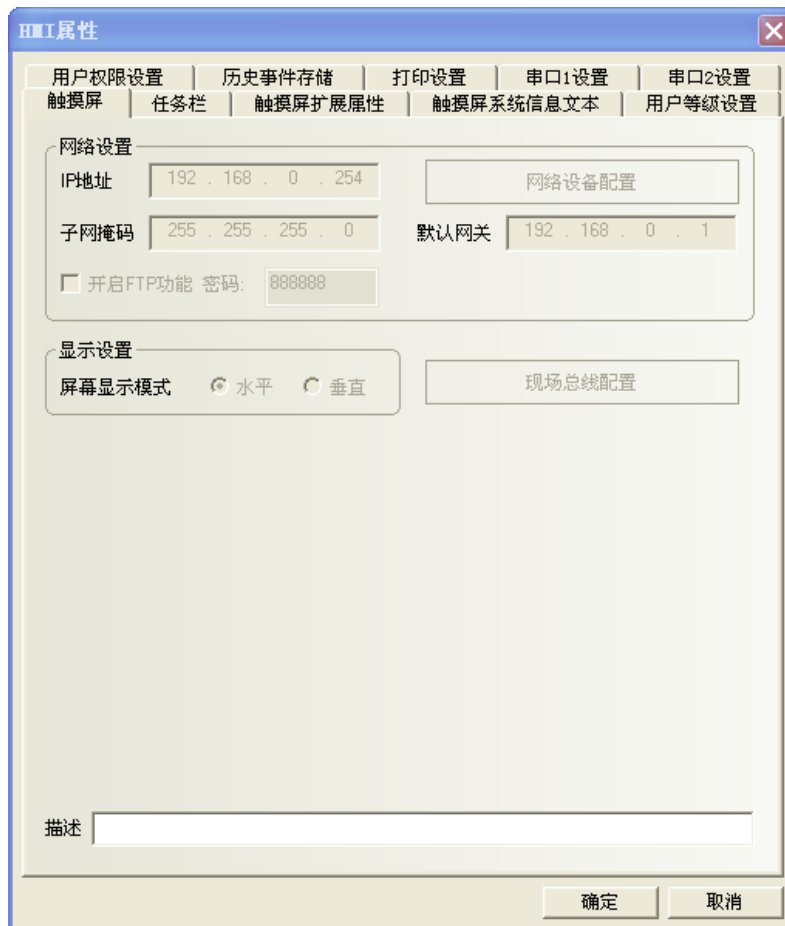 HMI属性
用户权限设置 历史事件存储 打印设置 串口1设置 串口2设置
触摸屏 任务栏 触摸屏扩展属性 触摸屏系统信息文本 用户等级设置
网络设置
IP地址 192 . 168 . 0 . 254 网络设备配置
子网掩码 255 . 255 . 255 . 0 默认网关 192 . 168 . 0 . 1
开启FTP功能 密码: 888888
显示设置
屏幕显示模式 水平 垂直 现场总线配置
描述
确定 取消